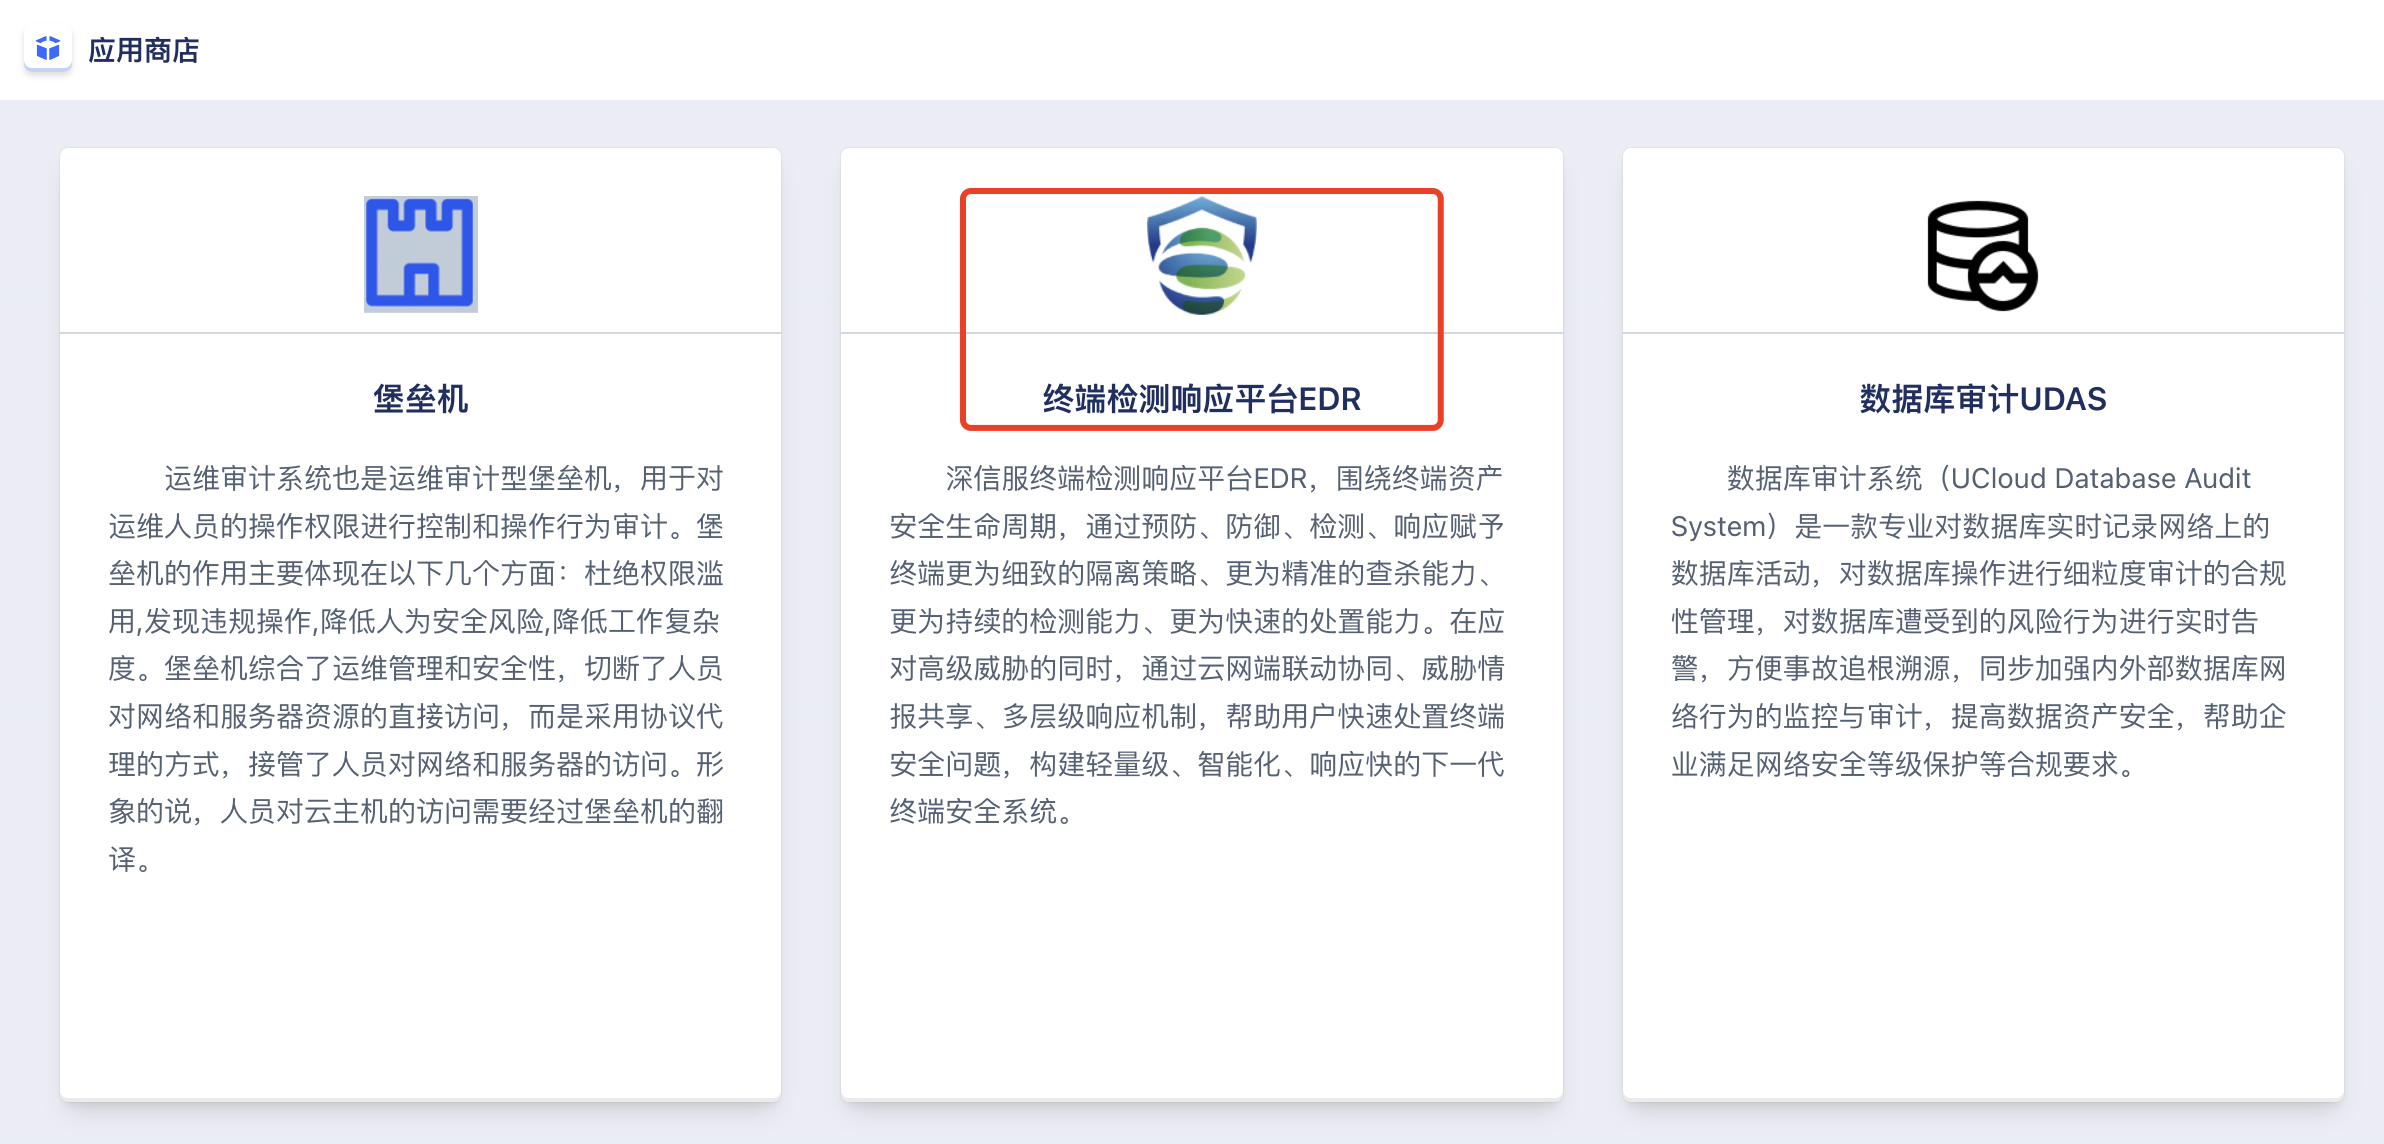 应用商店
堡垒机
运维审计系统也是运维审计型堡垒机，用于对
运维人员的操作权限进行控制和操作行为审计。堡
垒机的作用主要体现在以下几个方面：杜绝权限滥
用,发现违规操作,降低人为安全风险,降低工作复杂
度。堡垒机综合了运维管理和安全性，切断了人员
对网络和服务器资源的直接访问，而是采用协议代
理的方式，接管了人员对网络和服务器的访问。形
象的说，人员对云主机的访问需要经过堡垒机的翻
译。
终端检测响应平台EDR
深信服终端检测响应平台EDR，围绕终端资产
安全生命周期，通过预防、防御、检测、响应赋予
终端更为细致的隔离策略、更为精准的查杀能力、
更为持续的检测能力、更为快速的处置能力。在应
对高级威胁的同时，通过云网端联动协同、威胁情
报共享、多层级响应机制，帮助用户快速处置终端
安全问题，构建轻量级、智能化、响应快的下一代
终端安全系统。
数据库审计UDAS
数据库审计系统（UCloud Database Audit
System）是一款专业对数据库实时记录网络上的
数据库活动，对数据库操作进行细粒度审计的合规
性管理，对数据库遭受到的风险行为进行实时告
警，方便事故追根溯源，同步加强内外部数据库网
络行为的监控与审计，提高数据资产安全，帮助企
业满足网络安全等级保护等合规要求。